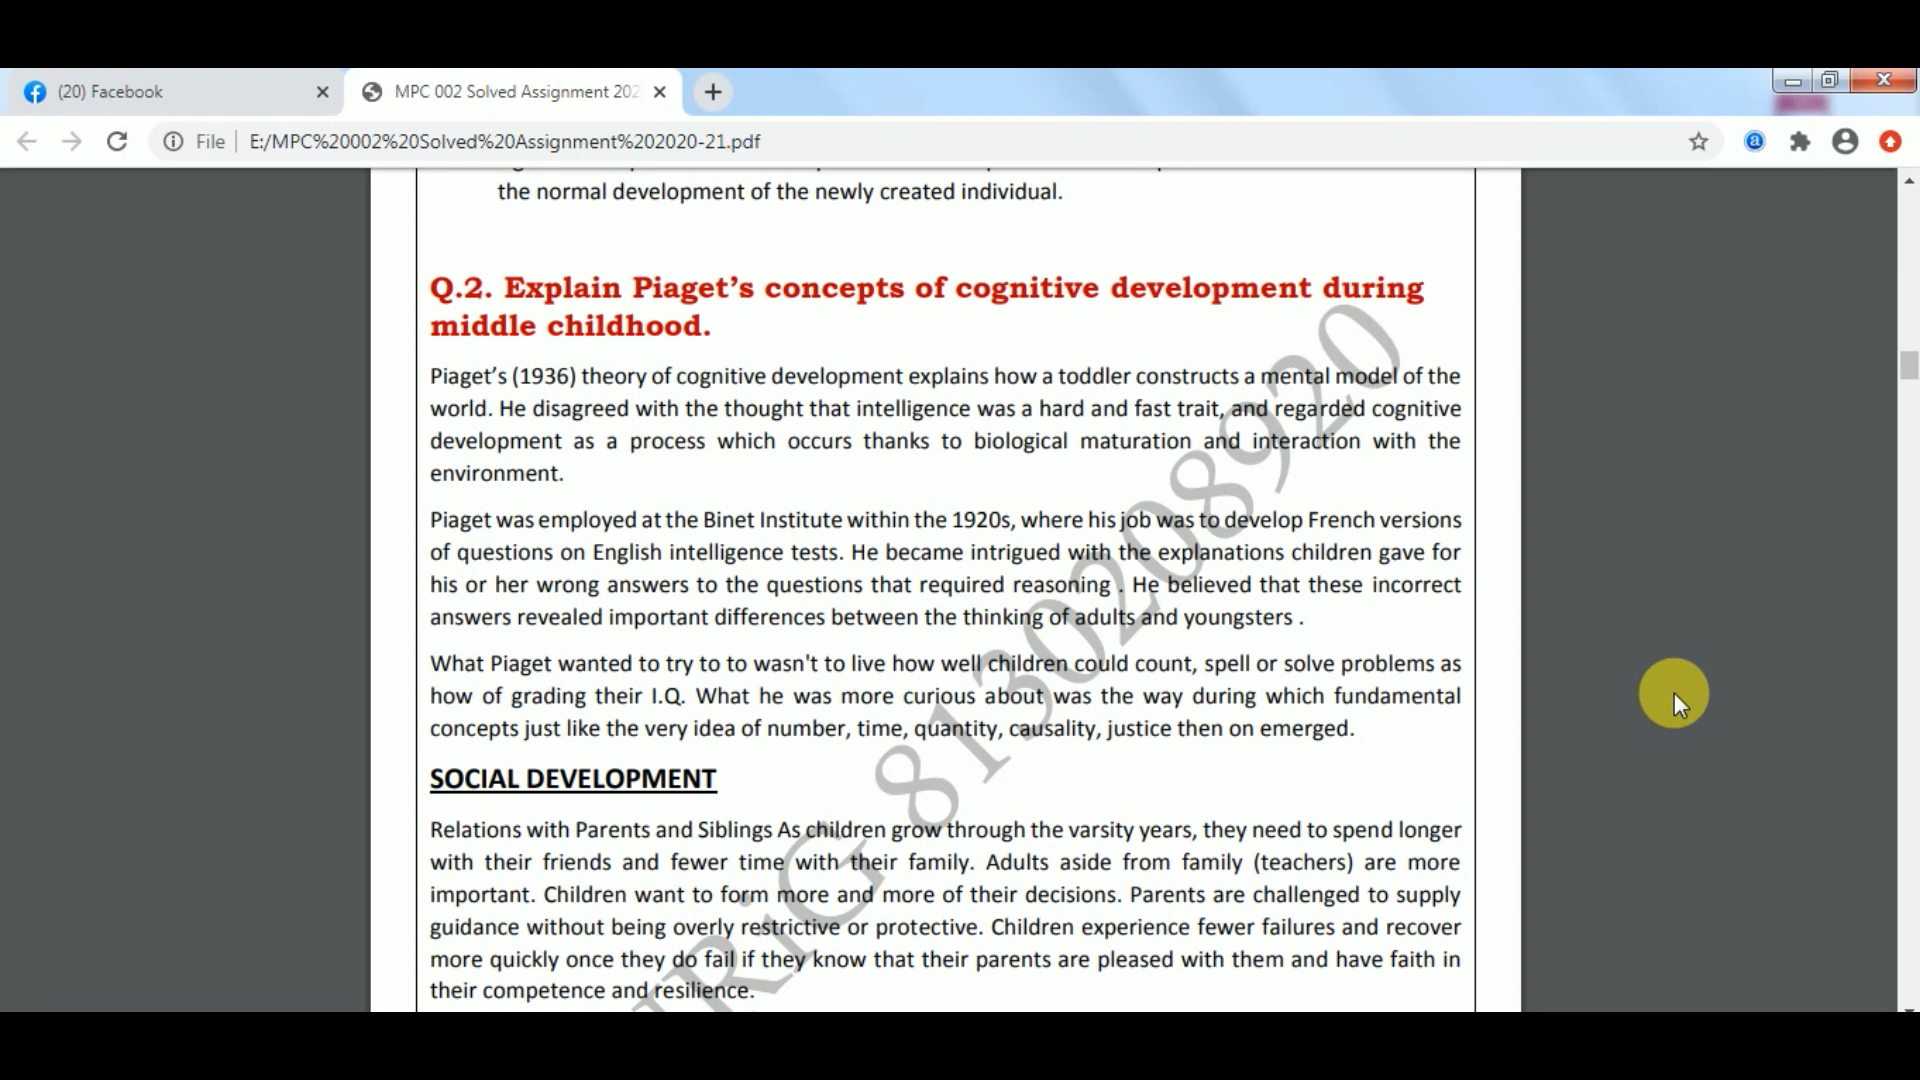 (20) Facebook
MPC 002 Solved Assignment 202
File
E:/MPC%20002%20Solved%20Assignment%202020-21.pdf
the normal development of the newly created individual.
Q.2. Explain Piaget’s concepts of cognitive development during
middle childhood.
Piaget’s (1936) theory of cognitive development explains how a toddler constructs a mental model of the
world. He disagreed with the thought that intelligence was a hard and fast trait, and regarded cognitive
development as a process which occurs thanks to biological maturation and interaction with the
environment.
Piaget was employed at the Binet Institute within the 1920s, where his job was to develop French versions
of questions on English intelligence tests. He became intrigued with the explanations children gave for
his or her wrong answers to the questions that required reasoning . He believed that these incorrect
answers revealed important differences between the thinking of adults and youngsters .
What Piaget wanted to try to to wasn't to live how well children could count, spell or solve problems as
how of grading their I.Q. What he was more curious about was the way during which fundamental
concepts just like the very idea of number, time, quantity, causality, justice then on emerged.
SOCIAL DEVELOPMENT
Relations with Parents and Siblings As children grow through the varsity years, they need to spend longer
with their friends and fewer time with their family. Adults aside from family (teachers) are more
important. Children want to form more and more of their decisions. Parents are challenged to supply
guidance without being overly restrictive or protective. Children experience fewer failures and recover
more quickly once they do fail if they know that their parents are pleased with them and have faith in
their competence and resilience.
8130208920